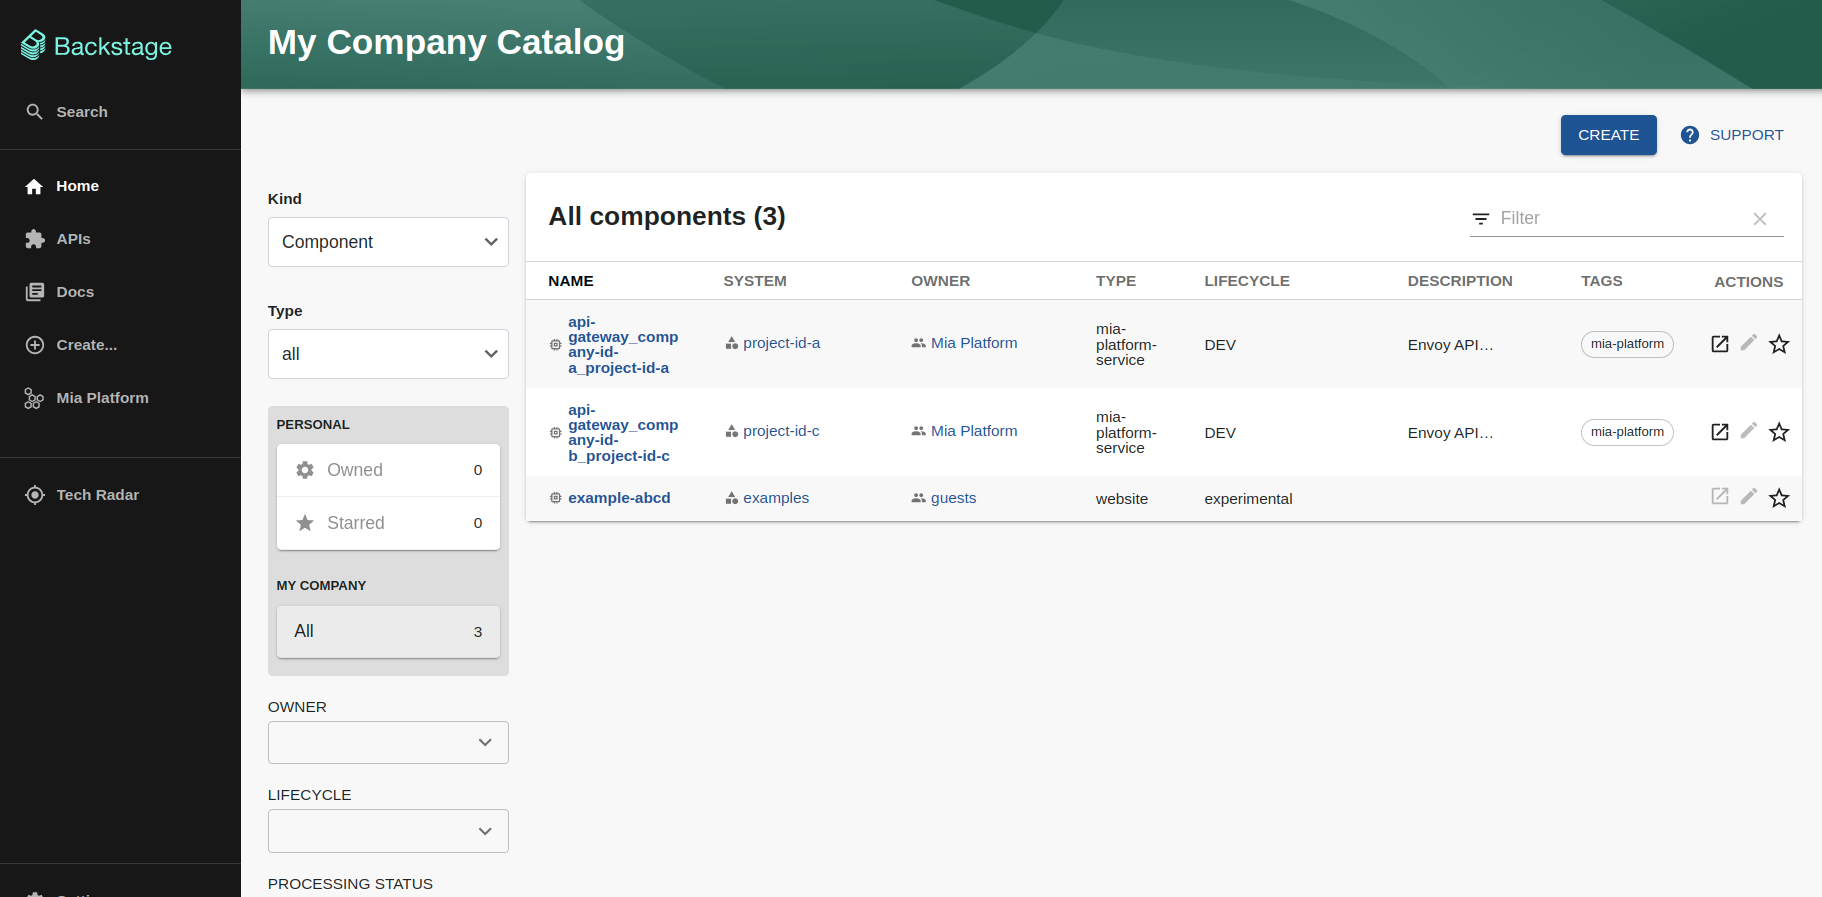 Backstage
My Company Catalog
Search
Home
APIs
Docs
Create...
Mia Platform
Tech Radar
CREATE
SUPPORT
Kind
Component
Type
all
PERSONAL
Owned 0
Starred 0
MY COMPANY
All 3
OWNER
LIFECYCLE
PROCESSING STATUS
All components (3)
Filter
NAME SYSTEM OWNER TYPE LIFECYCLE DESCRIPTION TAGS ACTIONS
api-
gateway_comp
any-id-
a_project-id-a
project-id-a
Mia Platform
mia-
platform-
service
DEV
Envoy API…
mia-platform
api-
gateway_comp
any-id-
b_project-id-c
project-id-c
Mia Platform
mia-
platform-
service
DEV
Envoy API…
mia-platform
example-abcd examples guests website experimental